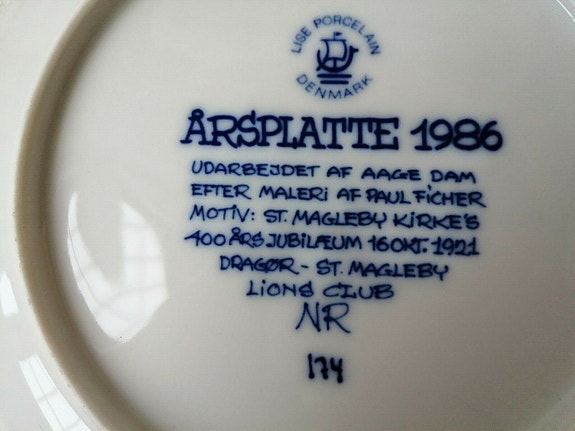 LISE PORCELAIN
DENMARK
ÅRSPLATTE 1986
UDARBEJDET AF AAGE DAM
EFTER MALERI AF PAUL FICHER
MOTIV: ST. MAGLEBY KIRKE'S
400 ÅRS JUBILÆUM 16 OKT. 1921
DRAGØR - ST. MAGLEBY
LIONS CLUB
NR
174